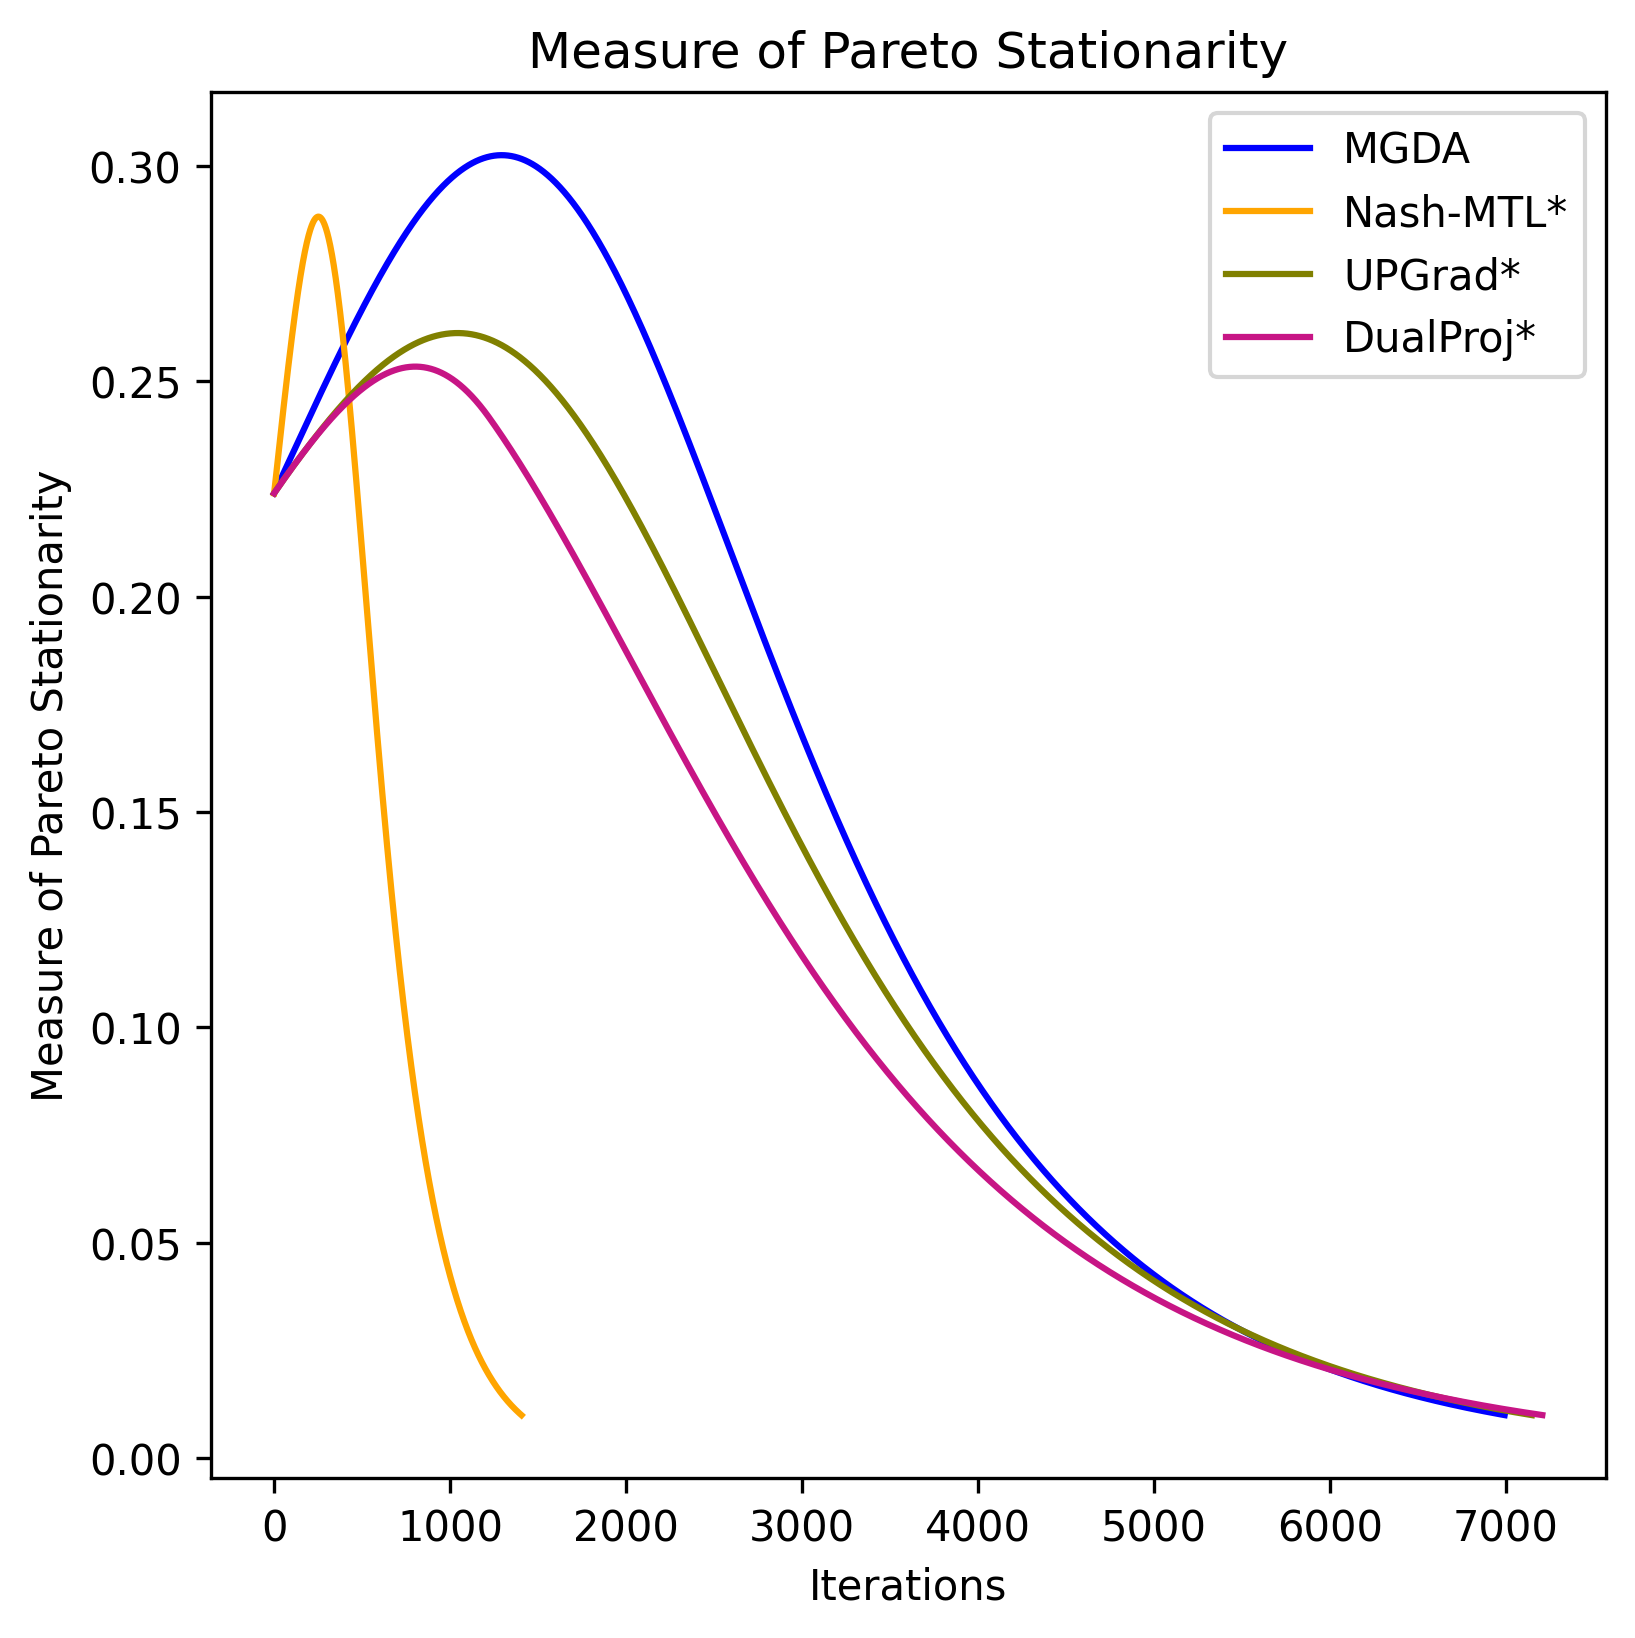 Measure of Pareto Stationarity
MGDA
Nash-MTL*
UPGrad*
DualProj*
Measure of Pareto Stationarity
0.30
0.25
0.20
0.15
0.10
0.05
0.00
0 1000 2000 3000 4000 5000 6000 7000
Iterations